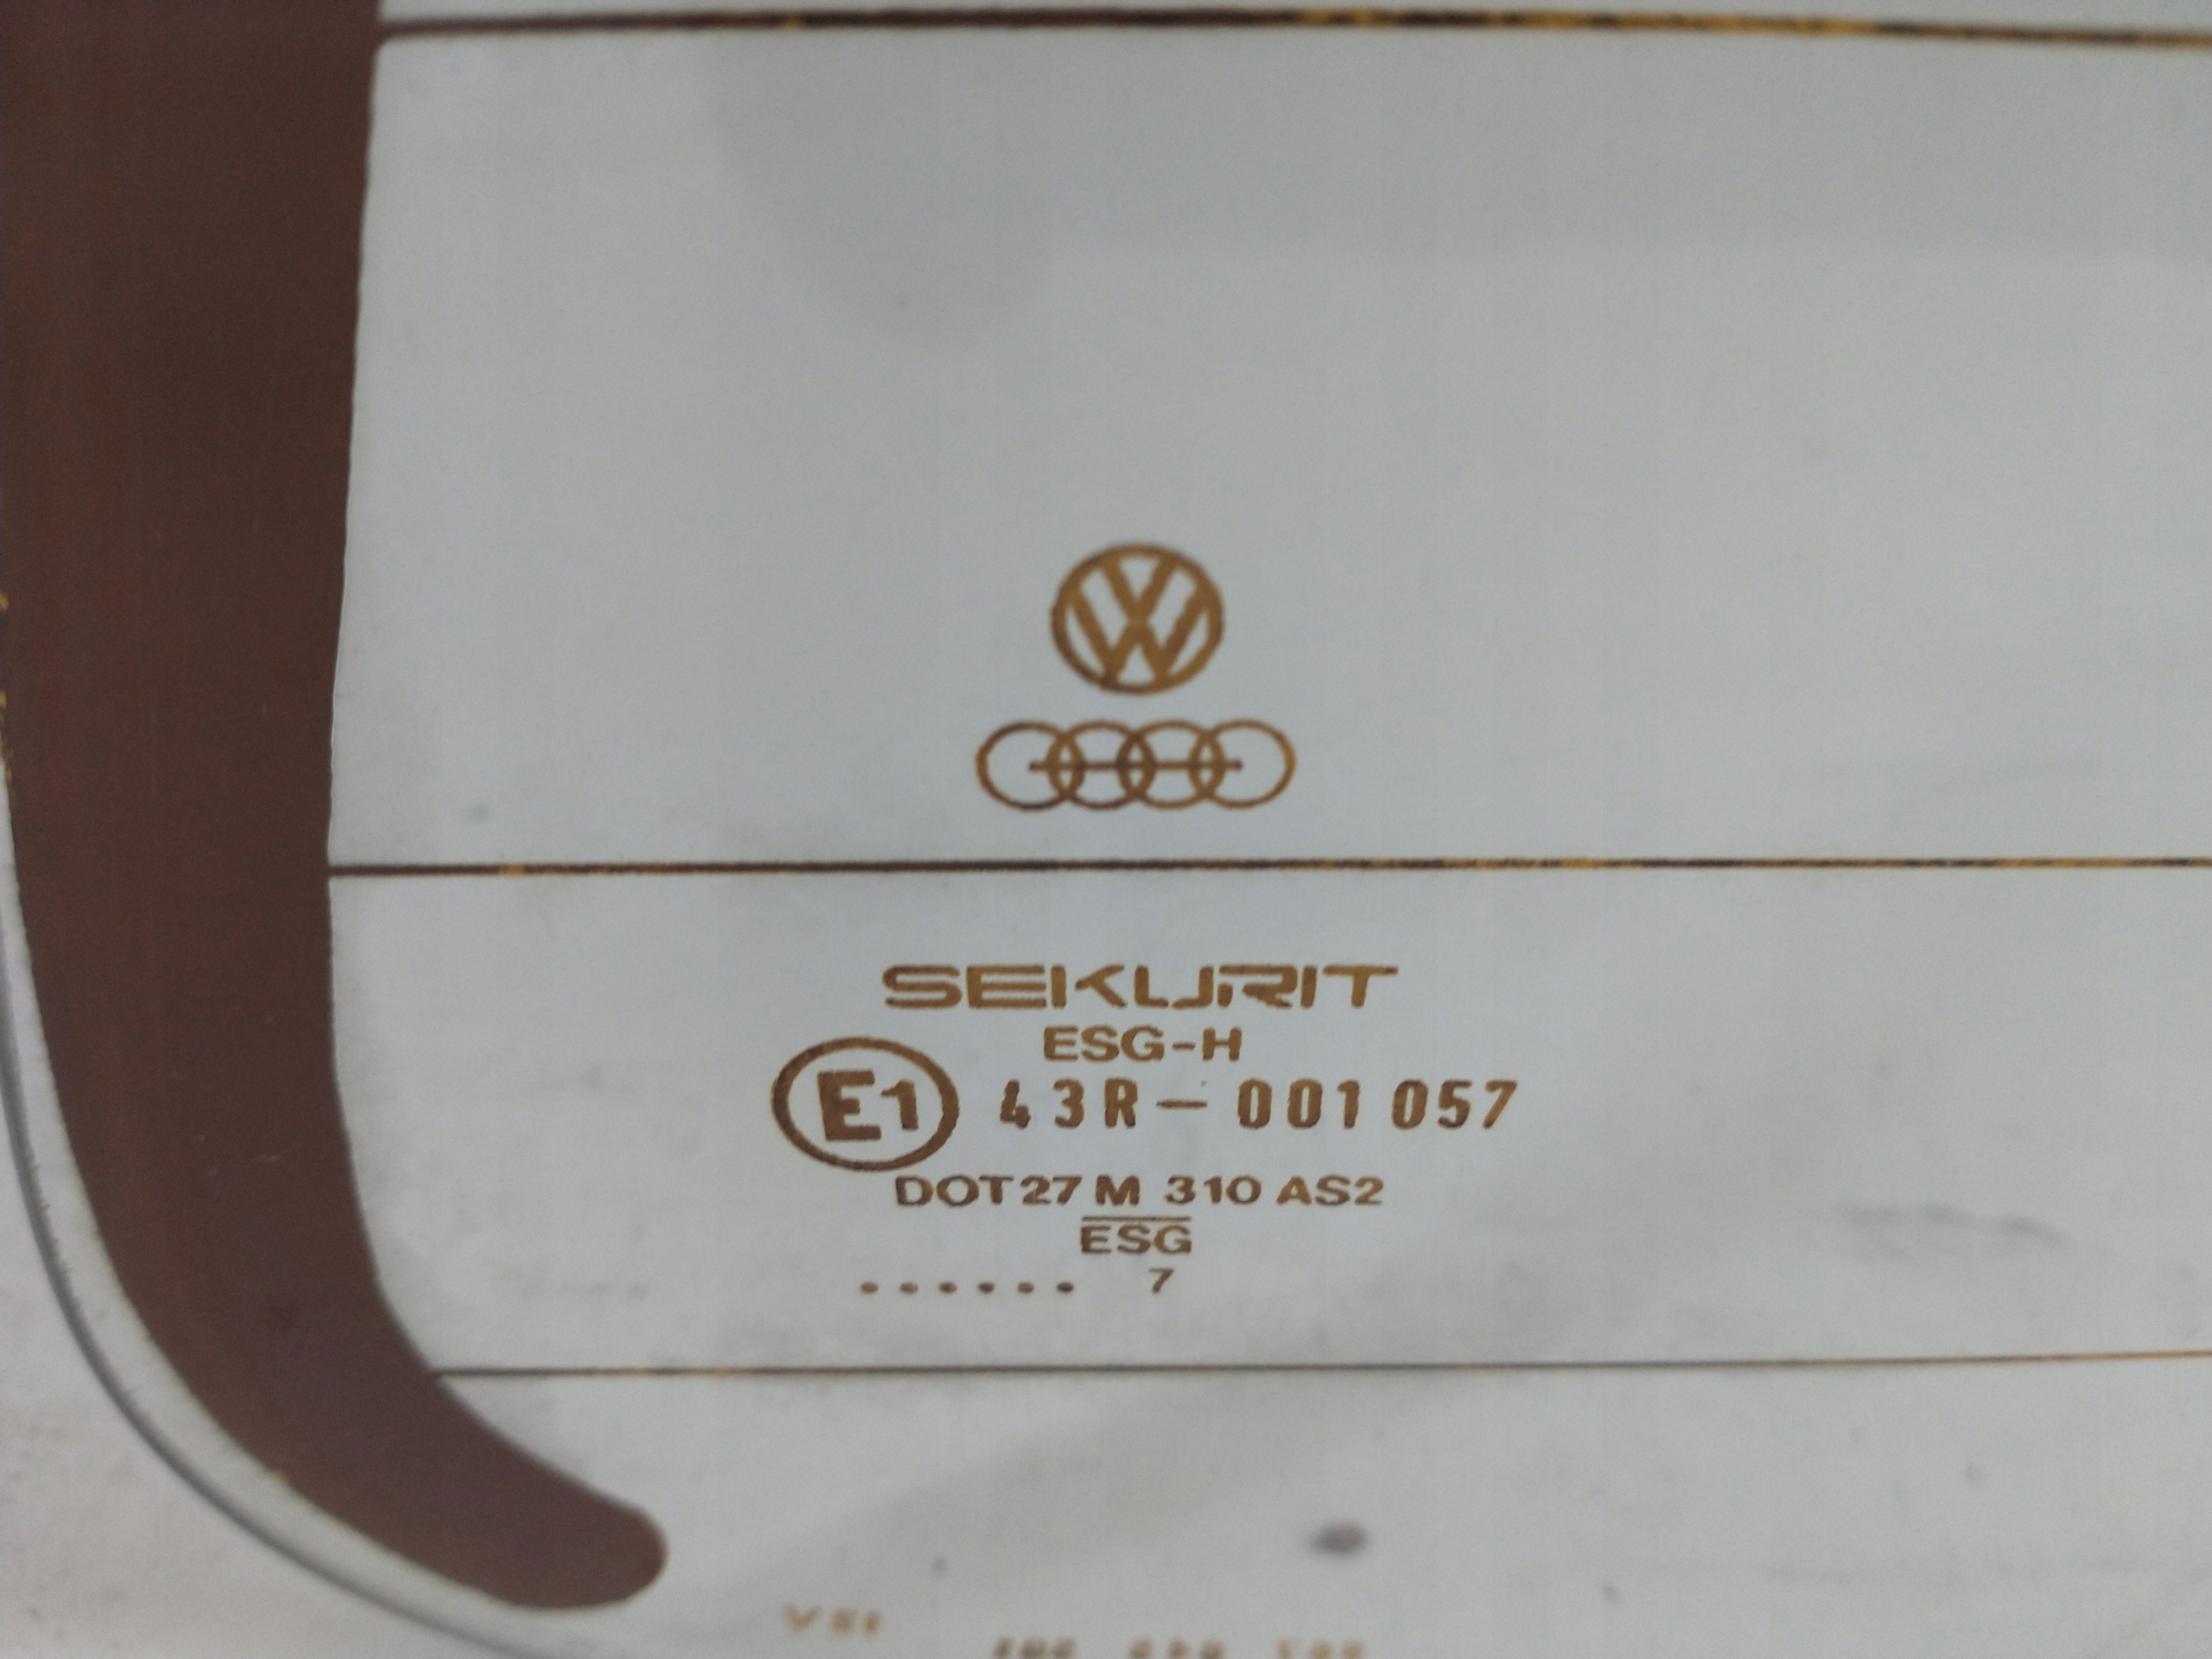 SEKURIT
ESG-H
E1 43R-001057
DOT27 M 310 AS2
ESG
...... 7